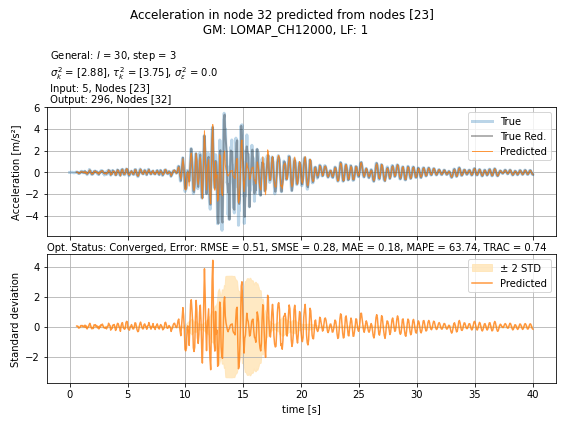 Acceleration in node 32 predicted from nodes [23]
GM: LOMAP_CH12000, LF: 1
General: l = 30, step = 3
σ²ₖ = [2.88], τ²ₖ = [3.75], σ²ε = 0.0
Input: 5, Nodes [23]
Output: 296, Nodes [32]
6
4
2
0
−2
−4
Acceleration [m/s²]
True
True Red.
Predicted
Opt. Status: Converged, Error: RMSE = 0.51, SMSE = 0.28, MAE = 0.18, MAPE = 63.74, TRAC = 0.74
4
2
0
−2
Standard deviation
± 2 STD
Predicted
0 5 10 15 20 25 30 35 40
time [s]